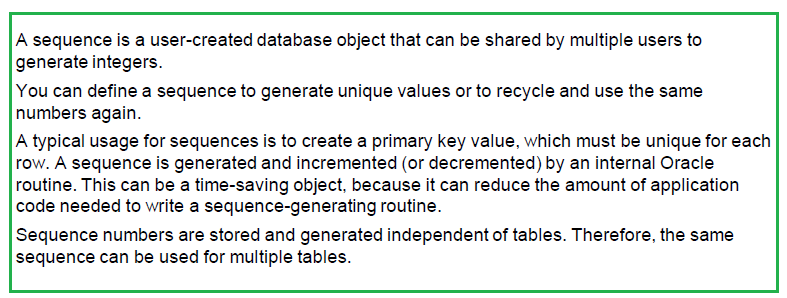 A sequence is a user-created database object that can be shared by multiple users to
generate integers.
You can define a sequence to generate unique values or to recycle and use the same
numbers again.
A typical usage for sequences is to create a primary key value, which must be unique for each
row. A sequence is generated and incremented (or decremented) by an internal Oracle
routine. This can be a time-saving object, because it can reduce the amount of application
code needed to write a sequence-generating routine.
Sequence numbers are stored and generated independent of tables. Therefore, the same
sequence can be used for multiple tables.